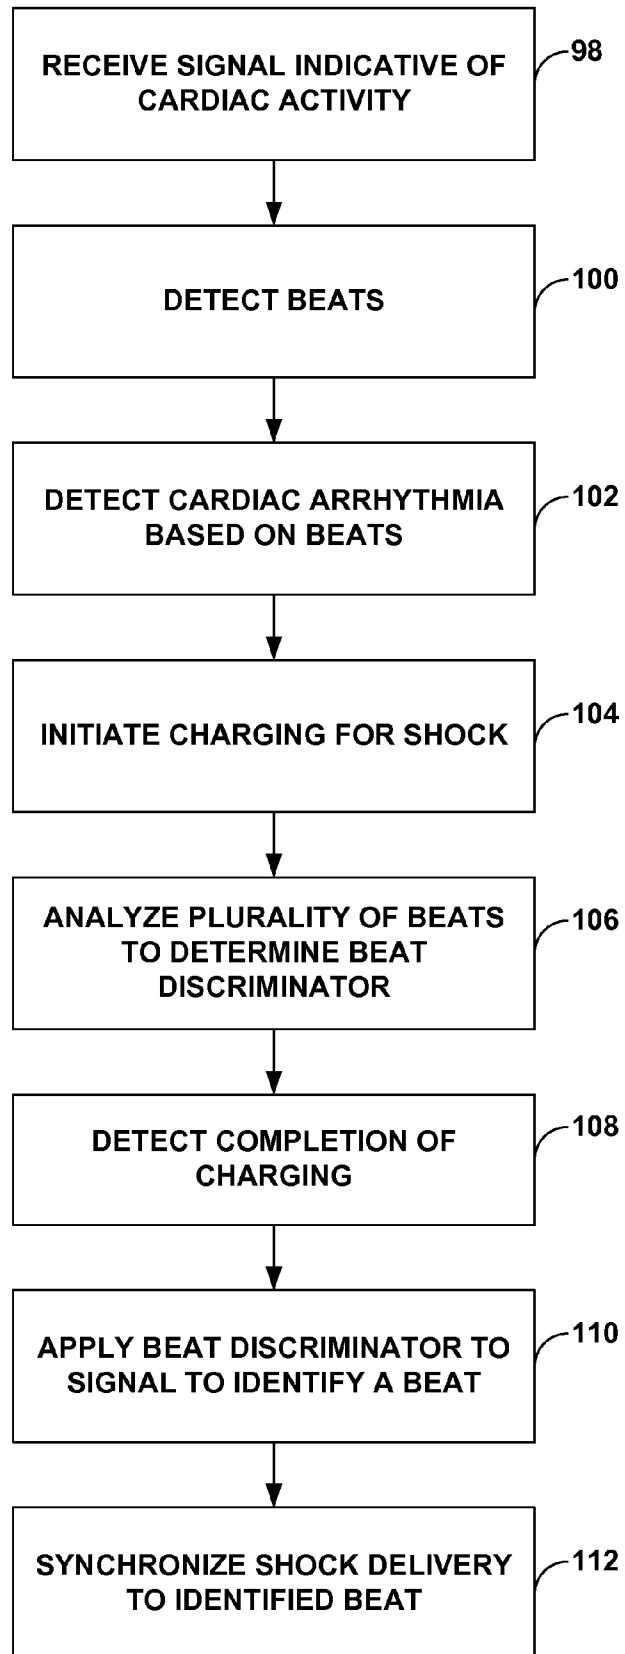 RECEIVE SIGNAL INDICATIVE OF
CARDIAC ACTIVITY
98
DETECT BEATS
100
DETECT CARDIAC ARRHYTHMIA
BASED ON BEATS
102
INITIATE CHARGING FOR SHOCK
104
ANALYZE PLURALITY OF BEATS
TO DETERMINE BEAT
DISCRIMINATOR
106
DETECT COMPLETION OF
CHARGING
108
APPLY BEAT DISCRIMINATOR TO
SIGNAL TO IDENTIFY A BEAT
110
SYNCHRONIZE SHOCK DELIVERY
TO IDENTIFIED BEAT
112